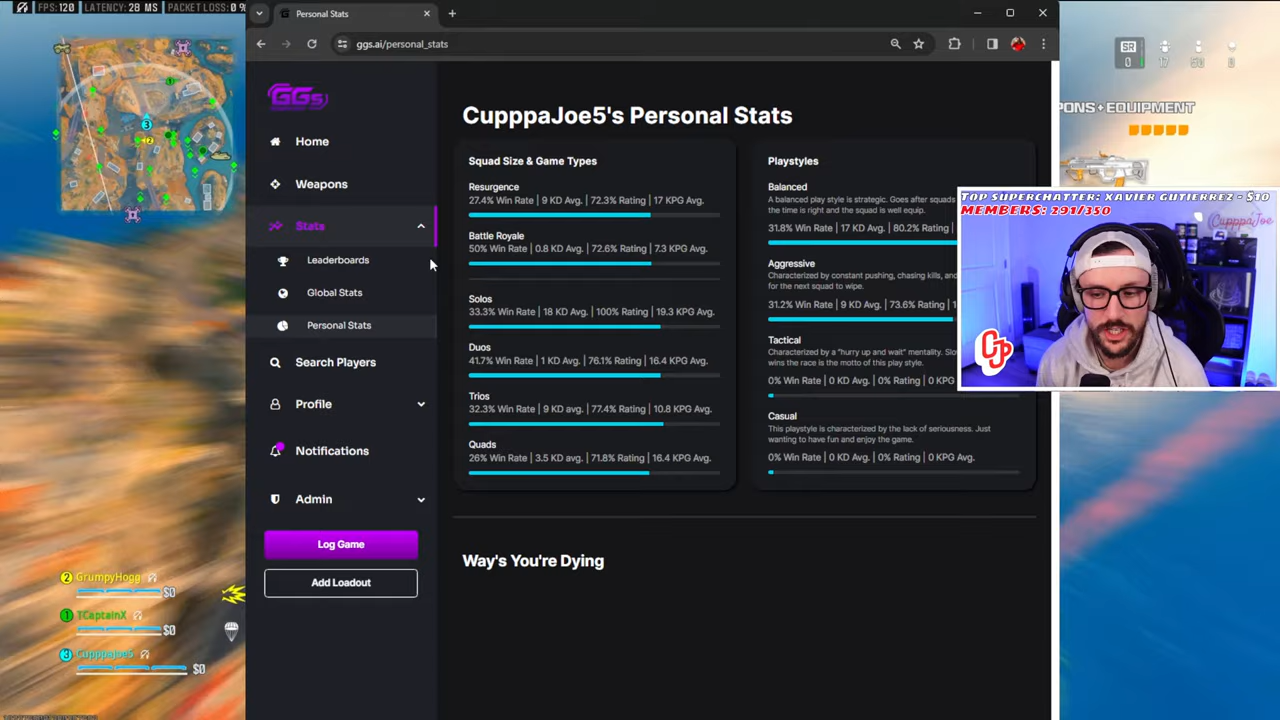 FPS:120 LATENCY: 28 MS PACKET LOSS: 0
Personal Stats
ggs.ai/personal_stats
SR
0 17 50 0
PONS + EQUIPMENT
GGs
Home
Weapons
Stats
Leaderboards
Global Stats
Personal Stats
Search Players
Profile
Notifications
Admin
Log Game
Add Loadout
CupppaJoe5's Personal Stats
Squad Size & Game Types
Resurgence
27.4% Win Rate | 9 KD Avg. | 72.3% Rating | 17 KPG Avg.
Battle Royale
50% Win Rate | 0.8 KD Avg. | 72.6% Rating | 7.3 KPG Avg.
Solos
33.3% Win Rate | 18 KD Avg. | 100% Rating | 19.3 KPG Avg.
Duos
41.7% Win Rate | 1 KD Avg. | 76.1% Rating | 16.4 KPG Avg.
Trios
32.3% Win Rate | 9 KD avg. | 77.4% Rating | 10.8 KPG Avg.
Quads
26% Win Rate | 3.5 KD Avg. | 71.8% Rating | 16.4 KPG Avg.
Playstyles
Balanced
A balanced play style is strategic. Goes after squads
the time is right and the squad is well equip.
31.8% Win Rate | 17 KD Avg. | 80.2% Rating |
Aggressive
Characterized by constant pushing, chasing kills, and
for the next squad to wipe.
31.2% Win Rate | 9 KD Avg. | 73.6% Rating | 1
Tactical
Characterized by a "hurry up and wait" mentality. Slo
wins the race is the motto of this play style.
0% Win Rate | 0 KD Avg. | 0% Rating | 0 KPG
Casual
This playstyle is characterized by the lack of seriousness. Just
wanting to have fun and enjoy the game.
0% Win Rate | 0 KD Avg. | 0% Rating | 0 KPG Avg.
Way's You're Dying
TOP SUPERCHATTER: XAVIER GUTIERREZ - $10
MEMBERS: 291/350
CupppaJoe
CJP
2 GrumpyHogg
$0
1 TCaptainX
$0
3 CupppaJoe5
$0